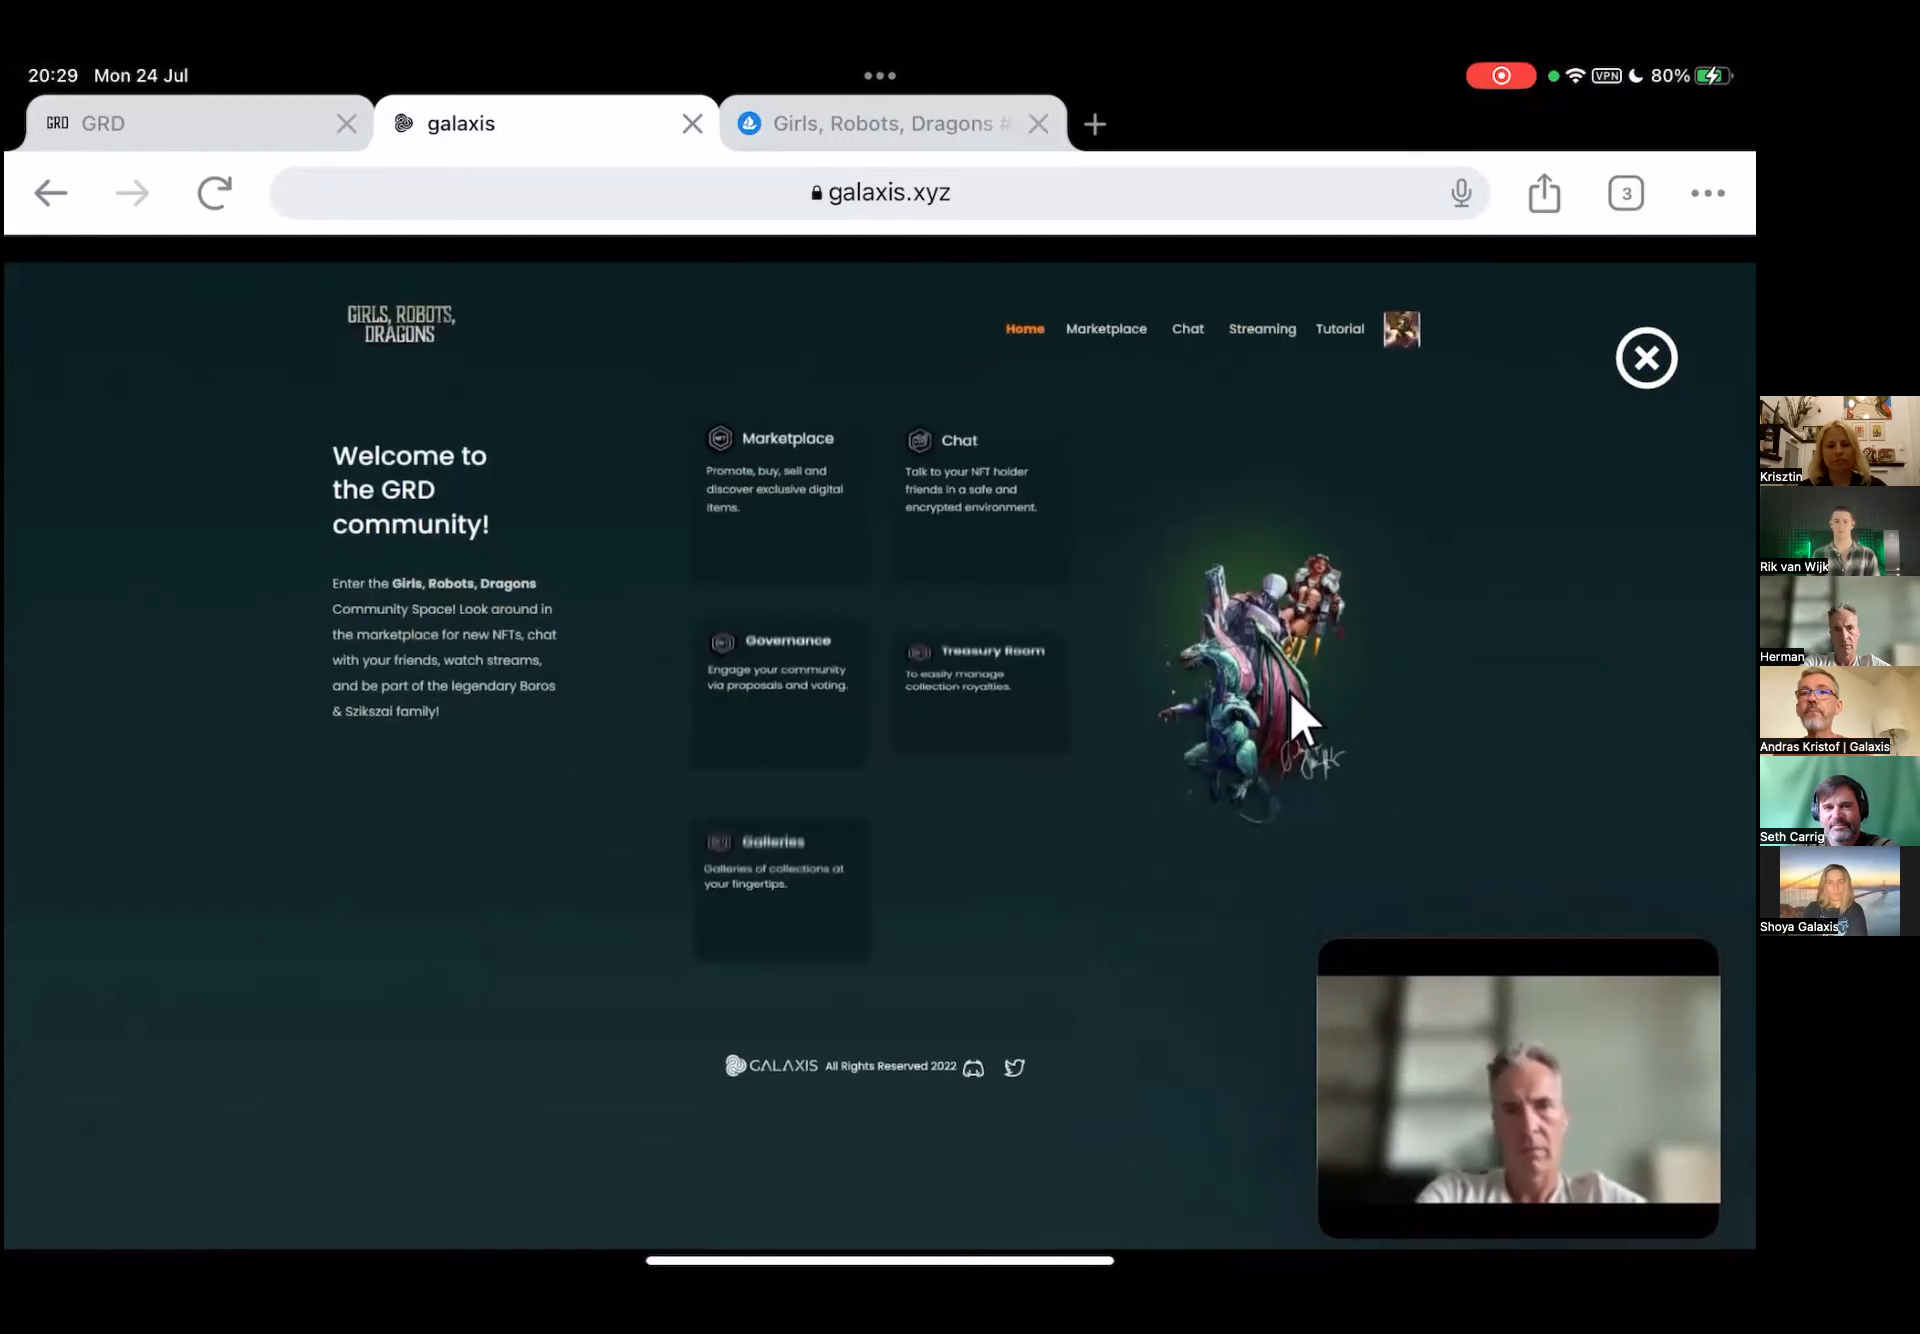 20:29 Mon 24 Jul
VPN 80%
GRD GRD
galaxis
Girls, Robots, Dragons #
galaxis.xyz
3
GIRLS, ROBOTS,
DRAGONS
Home Marketplace Chat Streaming Tutorial
Welcome to
the GRD
community!
Enter the Girls, Robots, Dragons
Community Space! Look around in
the marketplace for new NFTs, chat
with your friends, watch streams,
and be part of the legendary Boros
& Szikszai family!
Marketplace
Promote, buy, sell and
discover exclusive digital
items.
Chat
Talk to your NFT holder
friends in a safe and
encrypted environment.
Governance
Engage your community
via proposals and voting.
Treasury Room
To easily manage
collection royalties.
Galleries
Galleries of collections at
your fingertips.
GALAXIS All Rights Reserved 2022
Krisztin
Rik van Wijk
Herman
Andras Kristof | Galaxis
Seth Carrig
Shoya Galaxis